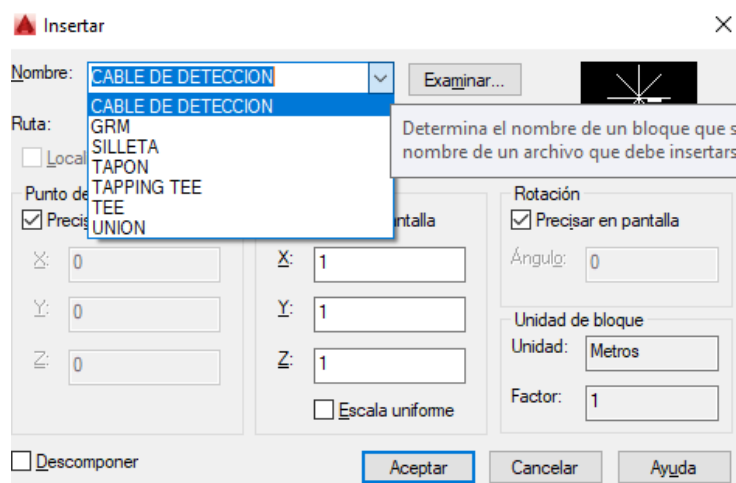 Insertar
Nombre: CABLE DE DETECCION Examinar...
CABLE DE DETECCION
GRM
SILLETA
TAPON
TAPPING TEE
TEE
UNION
Ruta:
Determina el nombre de un bloque que s
nombre de un archivo que debe insertars
Local
Punto de
Precis
X: 0
Y: 0
Z: 0
ntalla
X: 1
Y: 1
Z: 1
Escala uniforme
Rotación
Precisar en pantalla
Ángulo: 0
Unidad de bloque
Unidad: Metros
Factor: 1
Descomponer
Aceptar Cancelar Ayuda